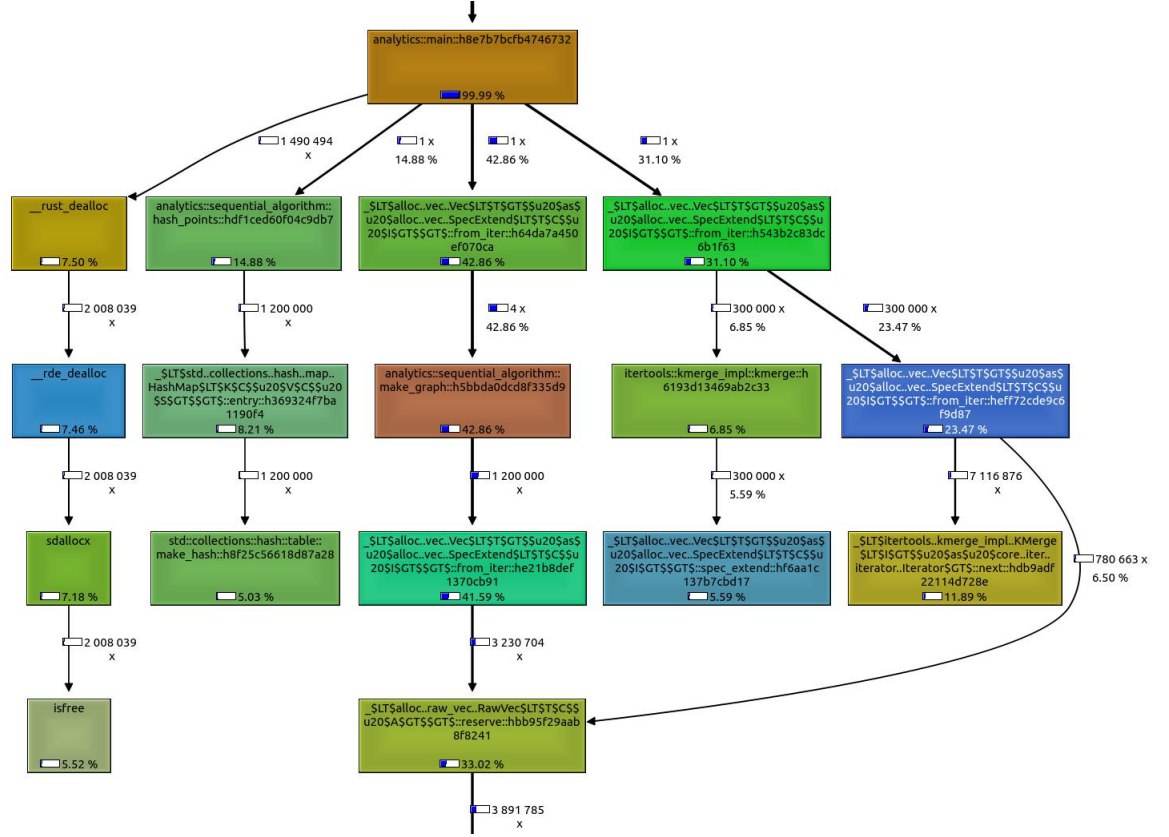 analytics::main::h8e7b7bcfb4746732
99.99 %
1 490 494
x
1 x
14.88 %
1 x
42.86 %
1 x
31.10 %
__rust_dealloc
7.50 %
analytics::sequential_algorithm::
hash_points::hdf1ced60f04c9db7
14.88 %
_$LT$alloc..vec..Vec$LT$T$GT$$u20$as$
u20$alloc..vec..SpecExtend$LT$T$C$$u
20$I$GT$$GT$::from_iter::h64da7a450
ef070ca
42.86 %
_$LT$alloc..vec..Vec$LT$T$GT$$u20$as$
u20$alloc..vec..SpecExtend$LT$T$C$$u
20$I$GT$$GT$::from_iter::h543b2c83dc
6b1f63
31.10 %
2 008 039
x
1 200 000
x
4 x
42.86 %
300 000 x
6.85 %
300 000 x
23.47 %
__rde_dealloc
7.46 %
_$LT$std..collections..hash..map..
HashMap$LT$K$C$$u20$V$C$$u20
$S$GT$$GT$::entry::h369324f7ba
1190f4
8.21 %
analytics::sequential_algorithm::
make_graph::h5bbda0dcd8f335d9
42.86 %
itertools::kmerge_impl::kmerge::h
6193d13469ab2c33
6.85 %
_$LT$alloc..vec..Vec$LT$T$GT$$u20$as$
u20$alloc..vec..SpecExtend$LT$T$C$$u
20$I$GT$$GT$::from_iter::heff72cde9c6
f9d87
23.47 %
2 008 039
x
1 200 000
x
1 200 000
x
300 000 x
5.59 %
7 116 876
x
sdallocx
7.18 %
std::collections::hash::table::
make_hash::h8f25c56618d87a28
5.03 %
_$LT$alloc..vec..Vec$LT$T$GT$$u20$as$
u20$alloc..vec..SpecExtend$LT$T$C$$u
20$I$GT$$GT$::from_iter::he21b8def
1370cb91
41.59 %
_$LT$alloc..vec..Vec$LT$T$GT$$u20$as$
u20$alloc..vec..SpecExtend$LT$T$C$$u
20$I$GT$$GT$::spec_extend::hf6aa1c
137b7cbd17
5.59 %
_$LT$itertools..kmerge_impl..KMerge
$LT$I$GT$$u20$as$u20$core..iter..
iterator..Iterator$GT$::next::hdb9adf
22114d728e
11.89 %
780 663 x
6.50 %
2 008 039
x
3 230 704
x
isfree
5.52 %
_$LT$alloc..raw_vec..RawVec$LT$T$C$$
u20$A$GT$$GT$::reserve::hbb95f29aab
8f8241
33.02 %
3 891 785
x